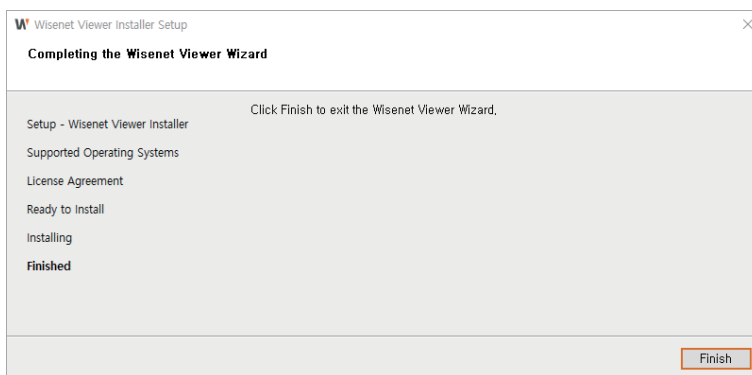 Wisenet Viewer Installer Setup
Completing the Wisenet Viewer Wizard
Click Finish to exit the Wisenet Viewer Wizard.
Setup - Wisenet Viewer Installer
Supported Operating Systems
License Agreement
Ready to Install
Installing
Finished
Finish